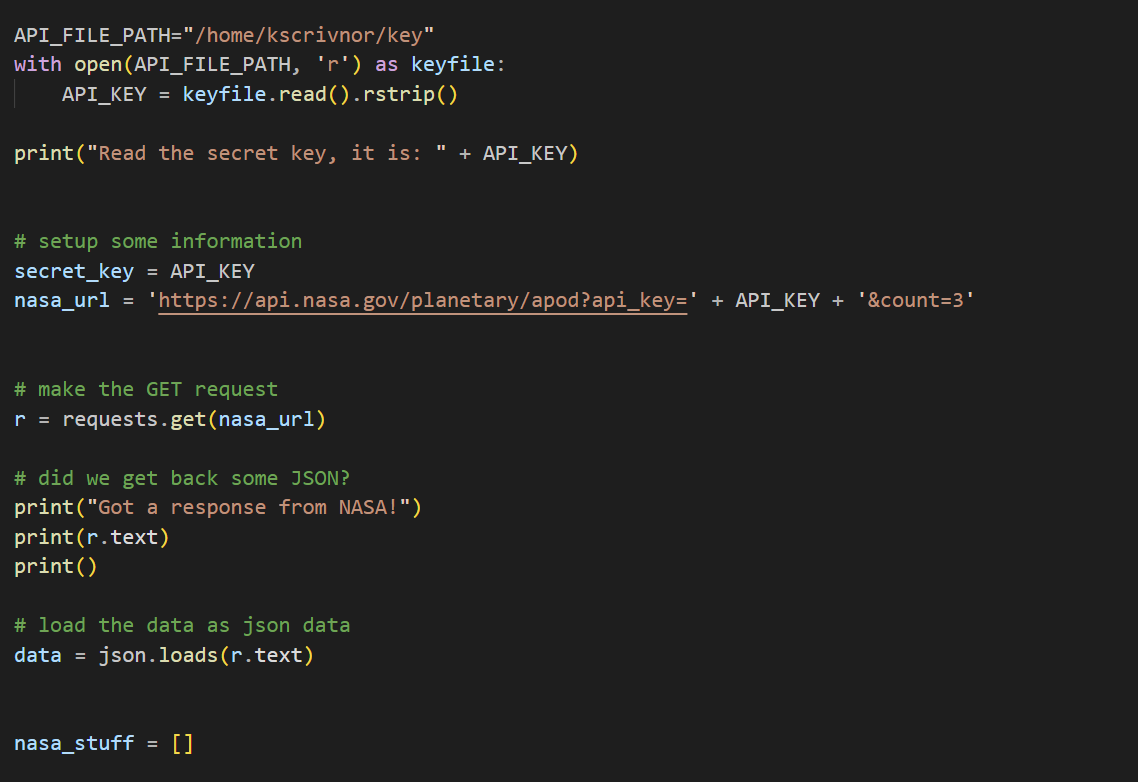 API_FILE_PATH="/home/kscrivnor/key"
with open(API_FILE_PATH, 'r') as keyfile:
    API_KEY = keyfile.read().rstrip()
print("Read the secret key, it is: " + API_KEY)
# setup some information
secret_key = API_KEY
nasa_url = 'https://api.nasa.gov/planetary/apod?api_key=' + API_KEY + '&count=3'
# make the GET request
r = requests.get(nasa_url)
# did we get back some JSON?
print("Got a response from NASA!")
print(r.text)
print()
# load the data as json data
data = json.loads(r.text)
nasa_stuff = []